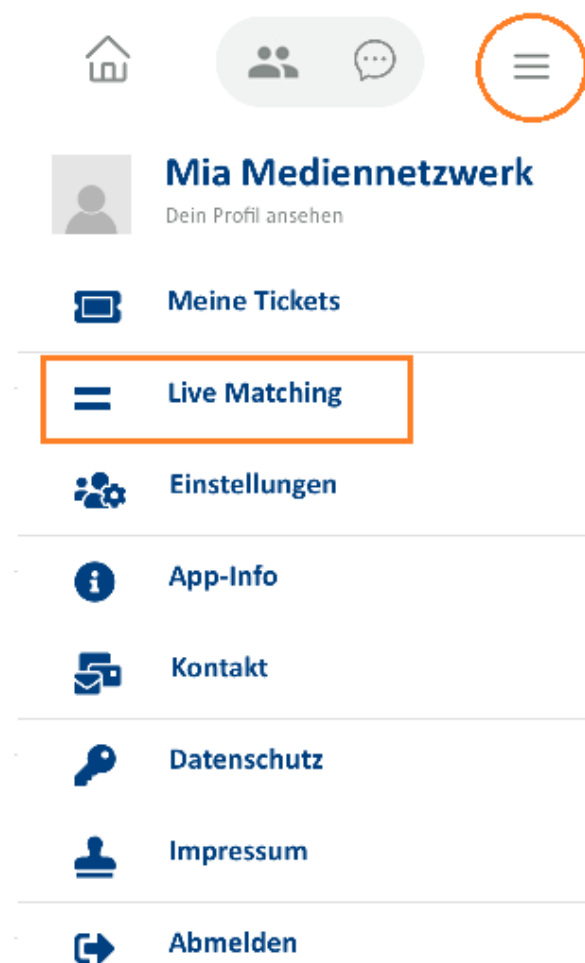 Mia Mediennetzwerk
Dein Profil ansehen
Meine Tickets
Live Matching
Einstellungen
App-Info
Kontakt
Datenschutz
Impressum
Abmelden